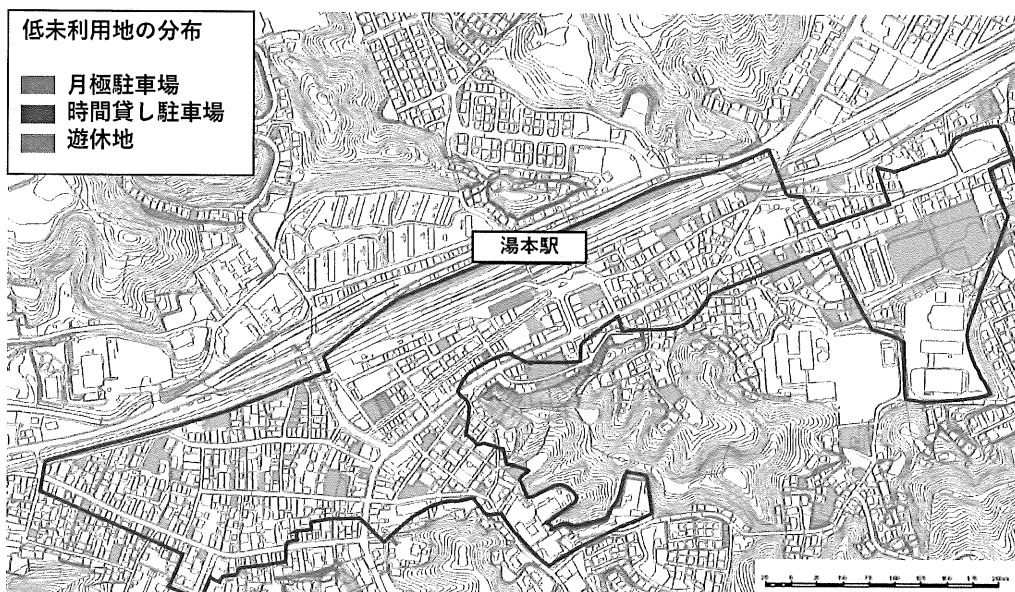 低未利用地の分布
月極駐車場
時間貸し駐車場
遊休地
湯本駅